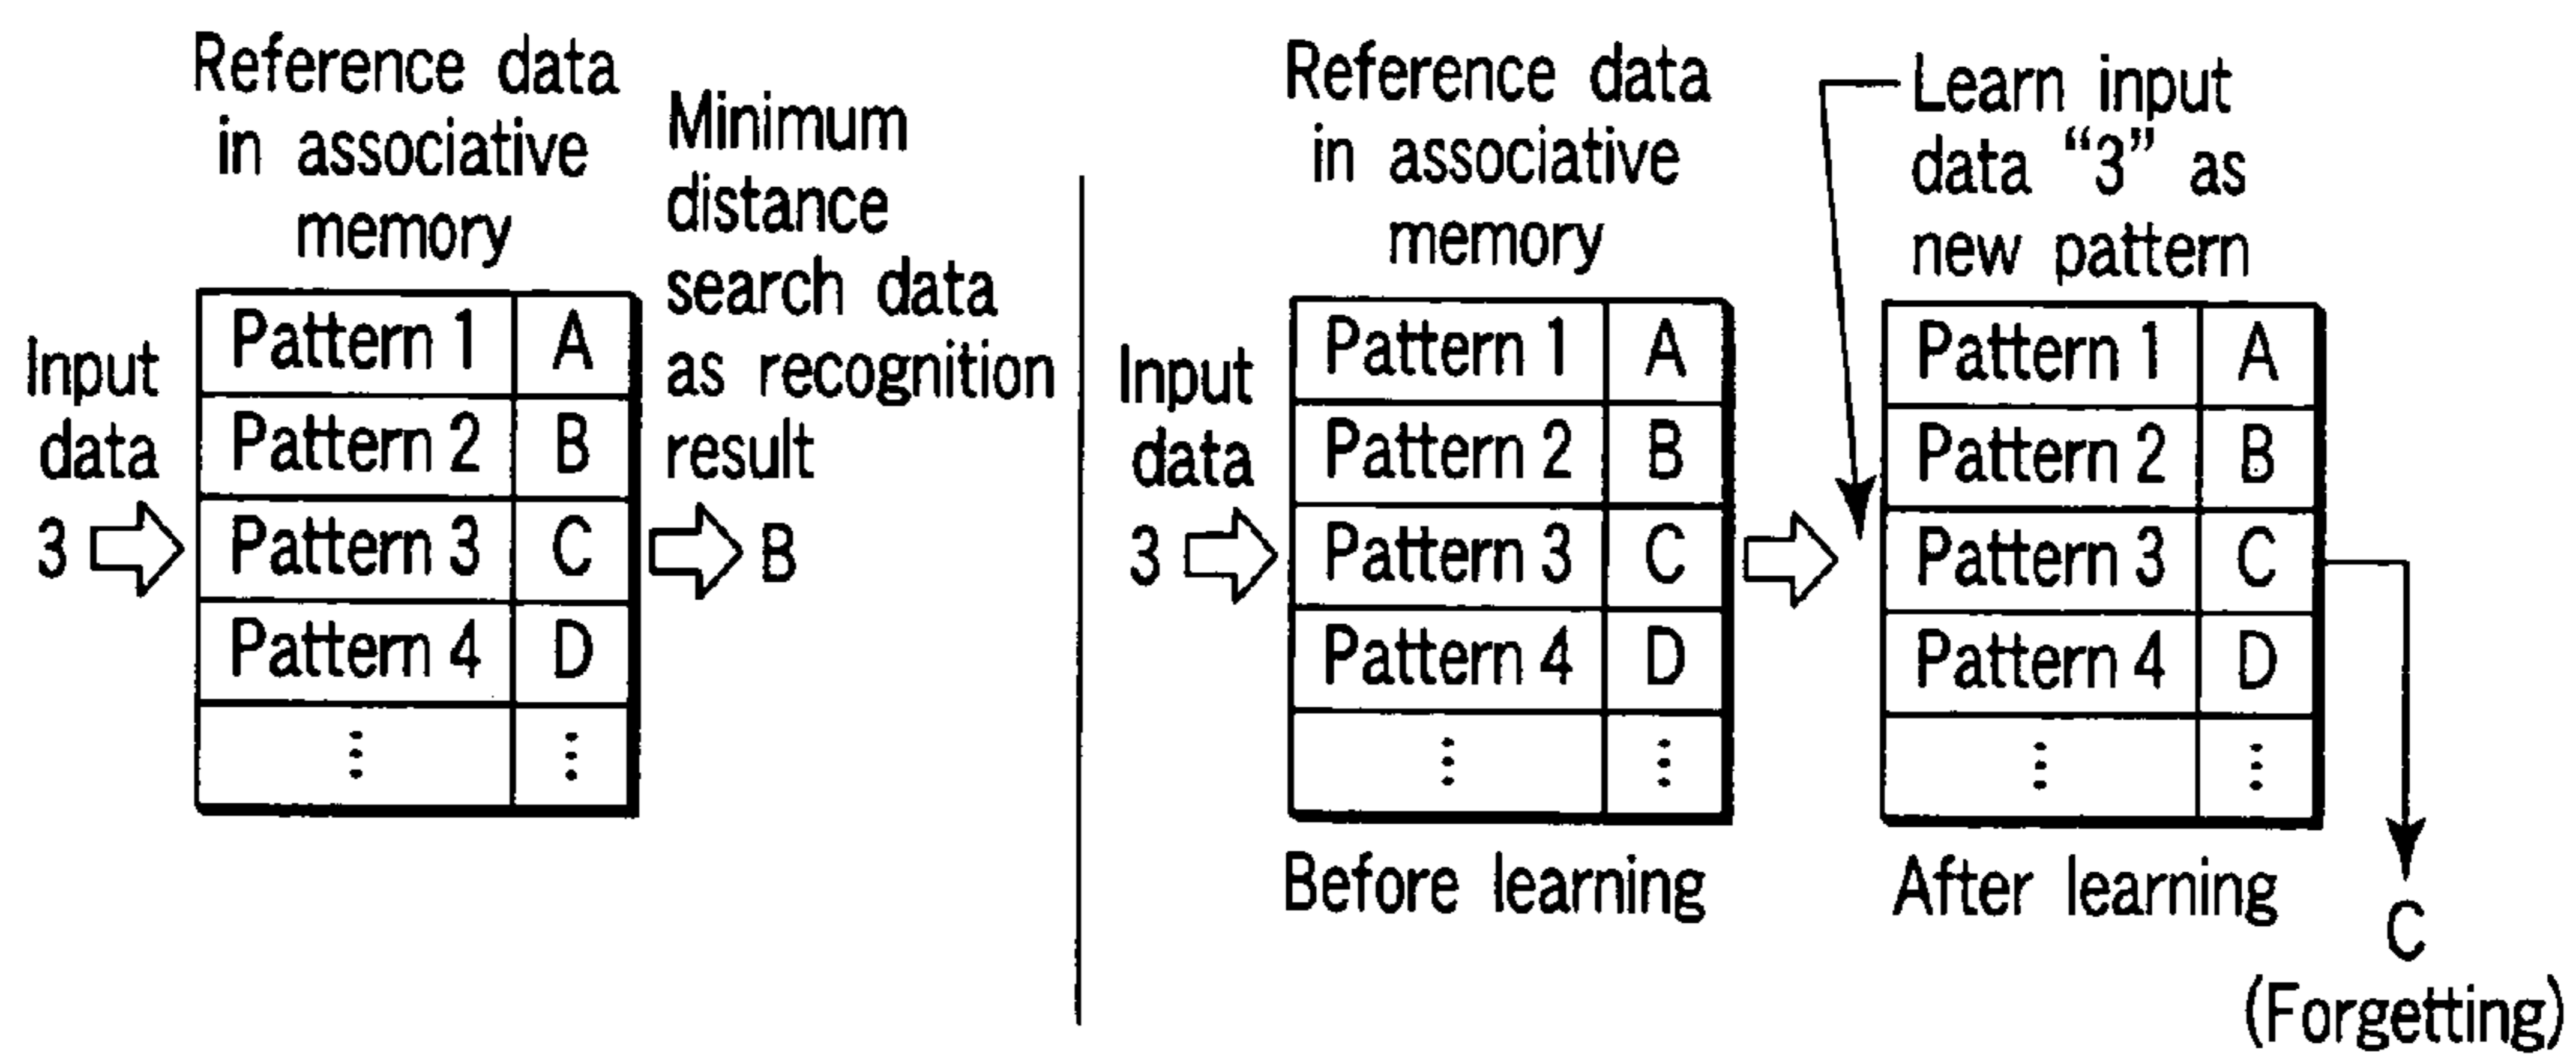 Reference data
in associative
memory
Minimum
distance
search data
as recognition
result
Input
data
3
Pattern 1 A
Pattern 2 B
Pattern 3 C
Pattern 4 D
⋮ ⋮
B
Reference data
in associative
memory
Input
data
3
Pattern 1 A
Pattern 2 B
Pattern 3 C
Pattern 4 D
⋮ ⋮
Before learning
Learn input
data “3” as
new pattern
Pattern 1 A
Pattern 2 B
Pattern 3 C
Pattern 4 D
⋮ ⋮
After learning
C
(Forgetting)